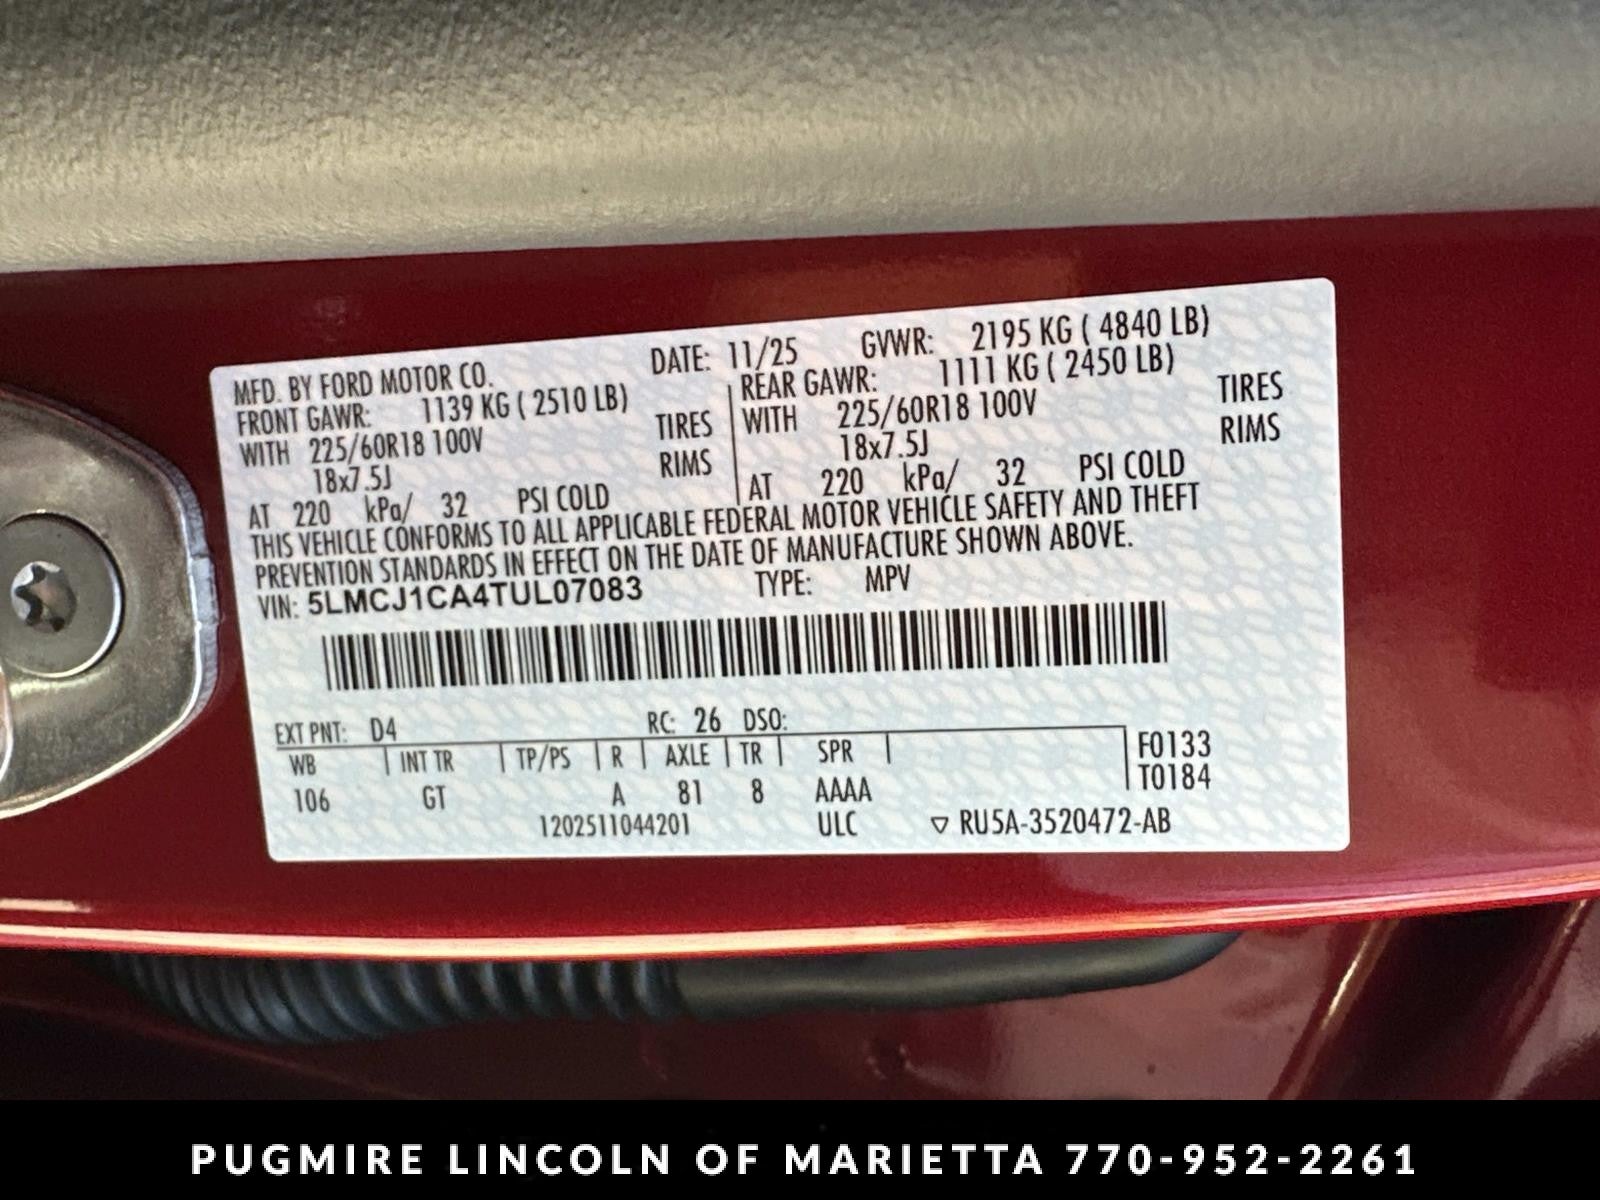 MFD. BY FORD MOTOR CO. DATE: 11/25 GVWR: 2195 KG ( 4840 LB)
FRONT GAWR: 1139 KG ( 2510 LB) REAR GAWR: 1111 KG ( 2450 LB)
WITH 225/60R18 100V TIRES WITH 225/60R18 100V TIRES
18x7.5J RIMS 18x7.5J RIMS
AT 220 kPa/ 32 PSI COLD AT 220 kPa/ 32 PSI COLD
THIS VEHICLE CONFORMS TO ALL APPLICABLE FEDERAL MOTOR VEHICLE SAFETY AND THEFT
PREVENTION STANDARDS IN EFFECT ON THE DATE OF MANUFACTURE SHOWN ABOVE.
VIN: 5LMCJ1CA4TUL07083 TYPE: MPV
EXT PNT: D4 RC: 26 DSO:
WB INT TR TP/PS R AXLE TR SPR F0133
106 GT A 81 8 AAAA T0184
1202511044201 ULC ▽ RU5A-3520472-AB
PUGMIRE LINCOLN OF MARIETTA 770-952-2261